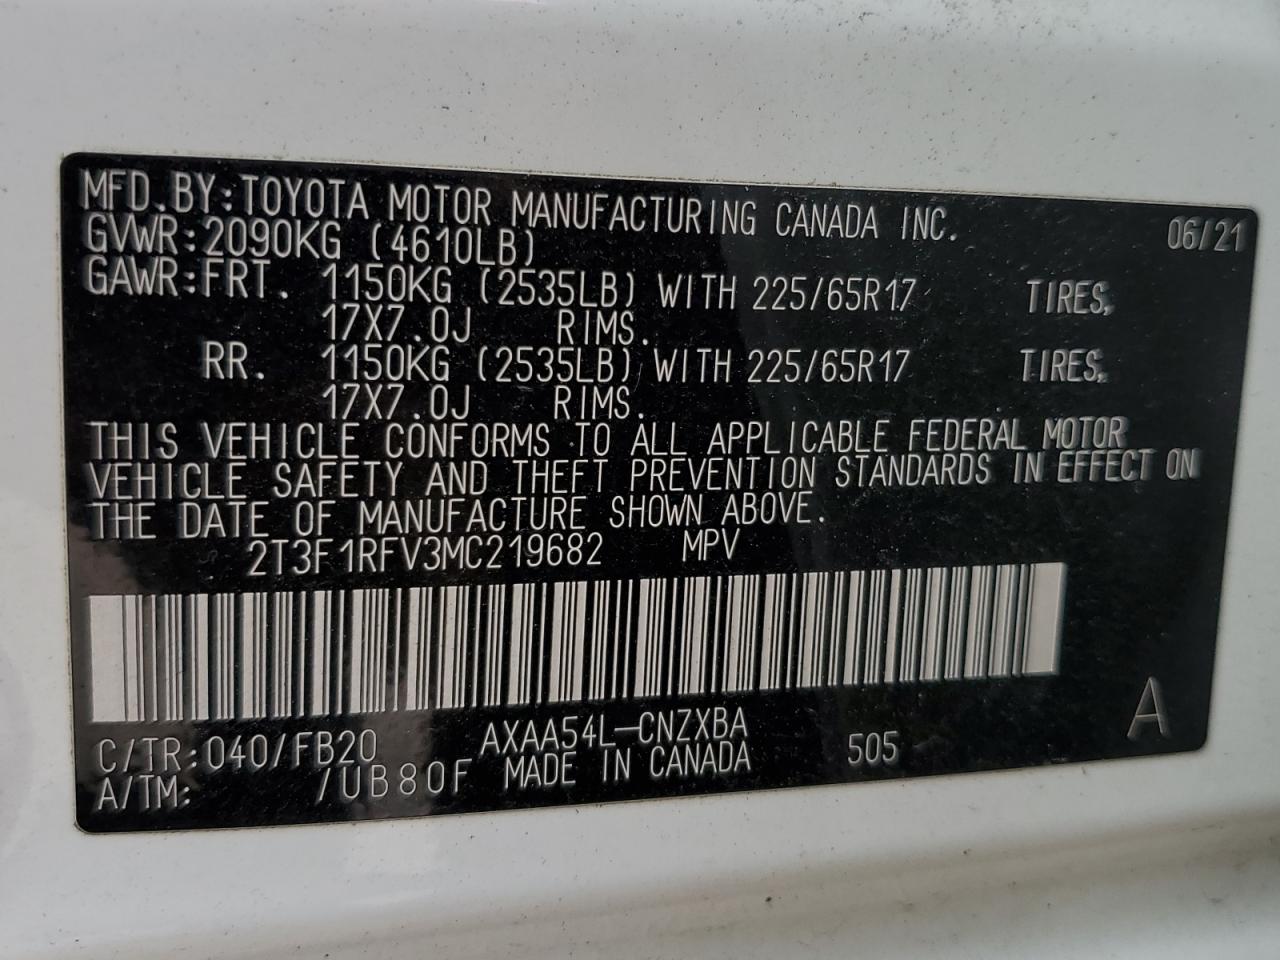 MFD.BY:TOYOTA MOTOR MANUFACTURING CANADA INC. 06/21
GVWR:2090KG (4610LB)
GAWR:FRT. 1150KG (2535LB) WITH 225/65R17 TIRES,
17X7.0J RIMS.
RR. 1150KG (2535LB) WITH 225/65R17 TIRES,
17X7.0J RIMS.
THIS VEHICLE CONFORMS TO ALL APPLICABLE FEDERAL MOTOR
VEHICLE SAFETY AND THEFT PREVENTION STANDARDS IN EFFECT ON
THE DATE OF MANUFACTURE SHOWN ABOVE.
2T3F1RFV3MC219682 MPV
A
C/TR:040/FB20 AXAA54L-CNZXBA 505
A/TM: /UB80F MADE IN CANADA